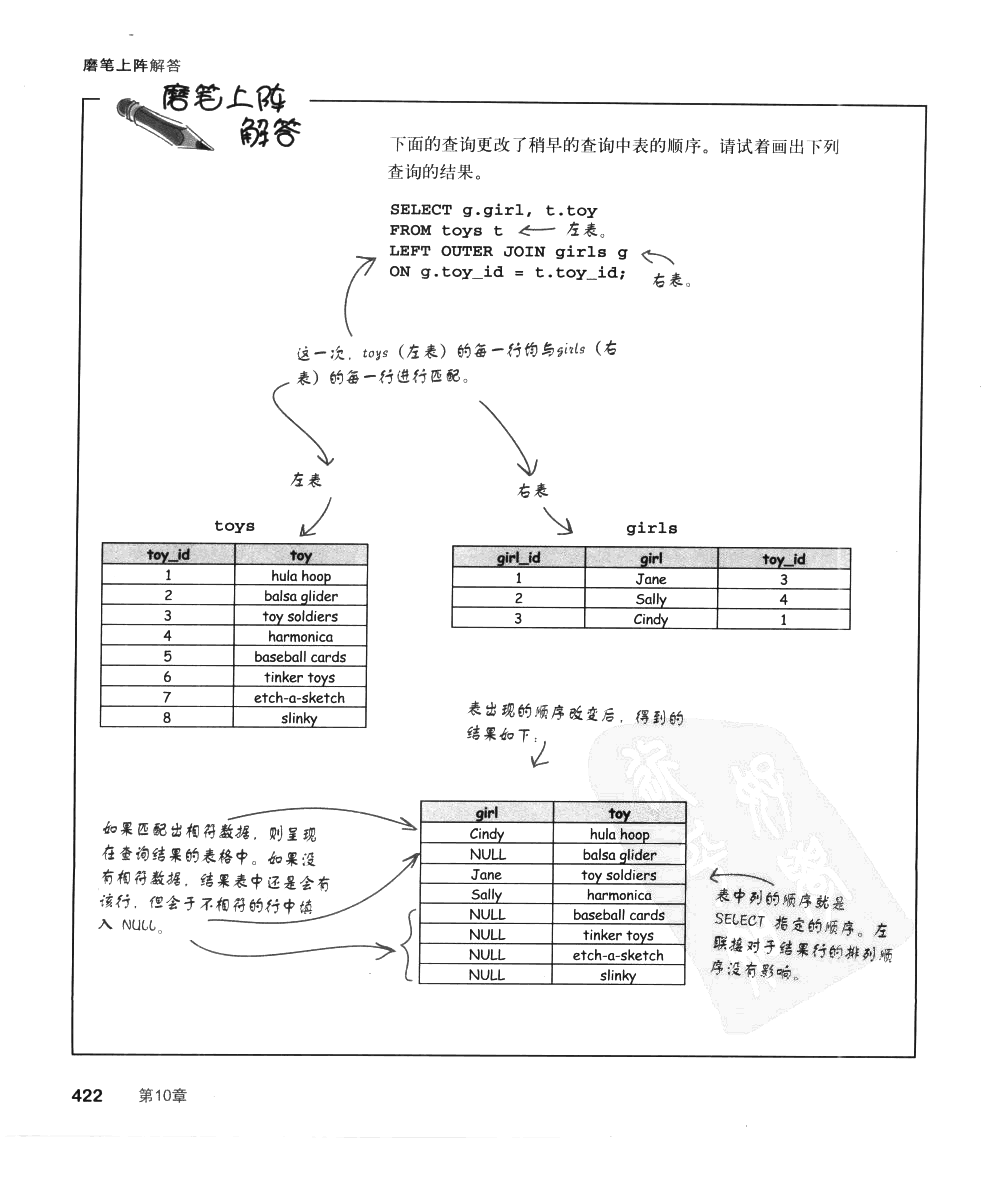 磨笔上阵解答
磨笔上阵
解答
下面的查询更改了稍早的查询中表的顺序。请试着画出下列
查询的结果。
SELECT g.girl, t.toy
FROM toys t 左表。
LEFT OUTER JOIN girls g
ON g.toy_id = t.toy_id;
右表。
这一次，toys（左表）的每一行均与girls（右
表）的每一行进行匹配。
左表
右表
toys
toy_id toy
1 hula hoop
2 balsa glider
3 toy soldiers
4 harmonica
5 baseball cards
6 tinker toys
7 etch-a-sketch
8 slinky
girls
girl_id girl toy_id
1 Jane 3
2 Sally 4
3 Cindy 1
表出现的顺序改变后，得到的
结果如下：
girl toy
Cindy hula hoop
NULL balsa glider
Jane toy soldiers
Sally harmonica
NULL baseball cards
NULL tinker toys
NULL etch-a-sketch
NULL slinky
如果匹配出相符数据，则呈现
在查询结果的表格中。如果没
有相符数据，结果表中还是会有
该行，但会于不相符的行中填
入 NULL。
表中列的顺序就是
SELECT 指定的顺序。左
联接对于结果行的排列顺
序没有影响。
422 第10章